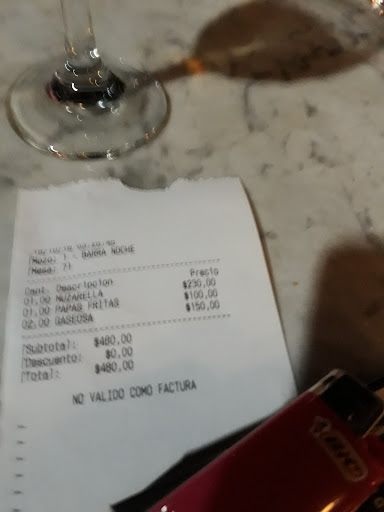 Mozo: 1 - BARRA NOCHE
Mesa: 71
Cant. Descripcion Precio
01,00 MUZARELLA $230,00
01,00 PAPAS FRITAS $100,00
02,00 GASEOSA $150,00
Subtotal: $480,00
Descuento: $0,00
Total: $480,00
NO VALIDO COMO FACTURA
BIC